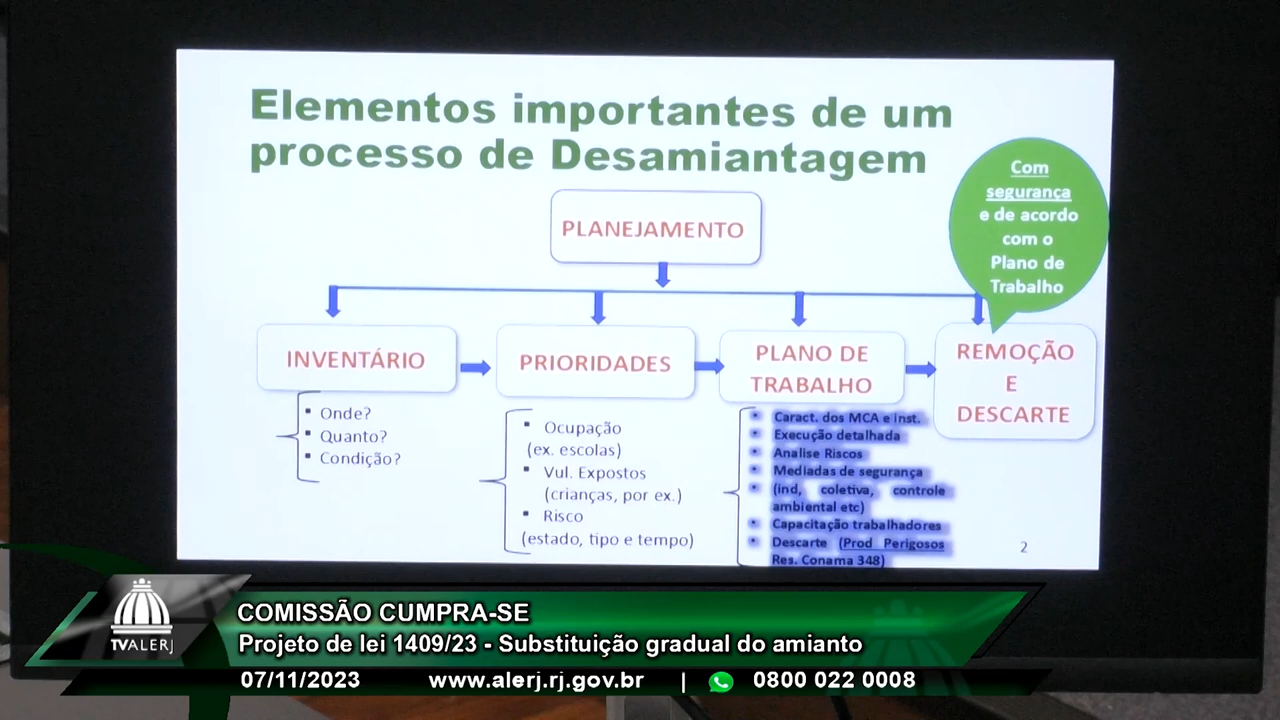 Elementos importantes de um
processo de Desamiantagem
Com
segurança
e de acordo
com o
Plano de
Trabalho
PLANEJAMENTO
INVENTÁRIO
PRIORIDADES
PLANO DE
TRABALHO
REMOÇÃO
E
DESCARTE
▪ Onde?
▪ Quanto?
▪ Condição?
▪ Ocupação
(ex. escolas)
▪ Vul. Expostos
(crianças, por ex.)
▪ Risco
(estado, tipo e tempo)
• Caract. dos MCA e inst.
• Execução detalhada
• Analise Riscos
• Mediadas de segurança
• (ind, coletiva, controle
ambiental etc)
• Capacitação trabalhadores
• Descarte (Prod Perigosos
Res. Conama 348)
2
TVALERJ
COMISSÃO CUMPRA-SE
Projeto de lei 1409/23 - Substituição gradual do amianto
07/11/2023 www.alerj.rj.gov.br | 0800 022 0008